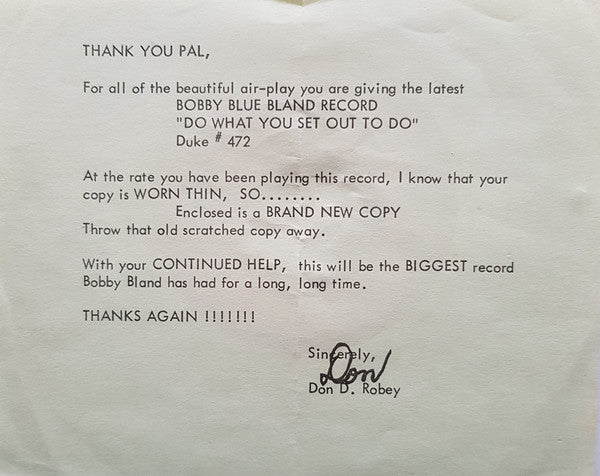 THANK YOU PAL,
For all of the beautiful air-play you are giving the latest
BOBBY BLUE BLAND RECORD
"DO WHAT YOU SET OUT TO DO"
Duke # 472
At the rate you have been playing this record, I know that your
copy is WORN THIN, SO........
Enclosed is a BRAND NEW COPY
Throw that old scratched copy away.
With your CONTINUED HELP, this will be the BIGGEST record
Bobby Bland has had for a long, long time.
THANKS AGAIN !!!!!!!
Sincerely,
Don
Don D. Robey